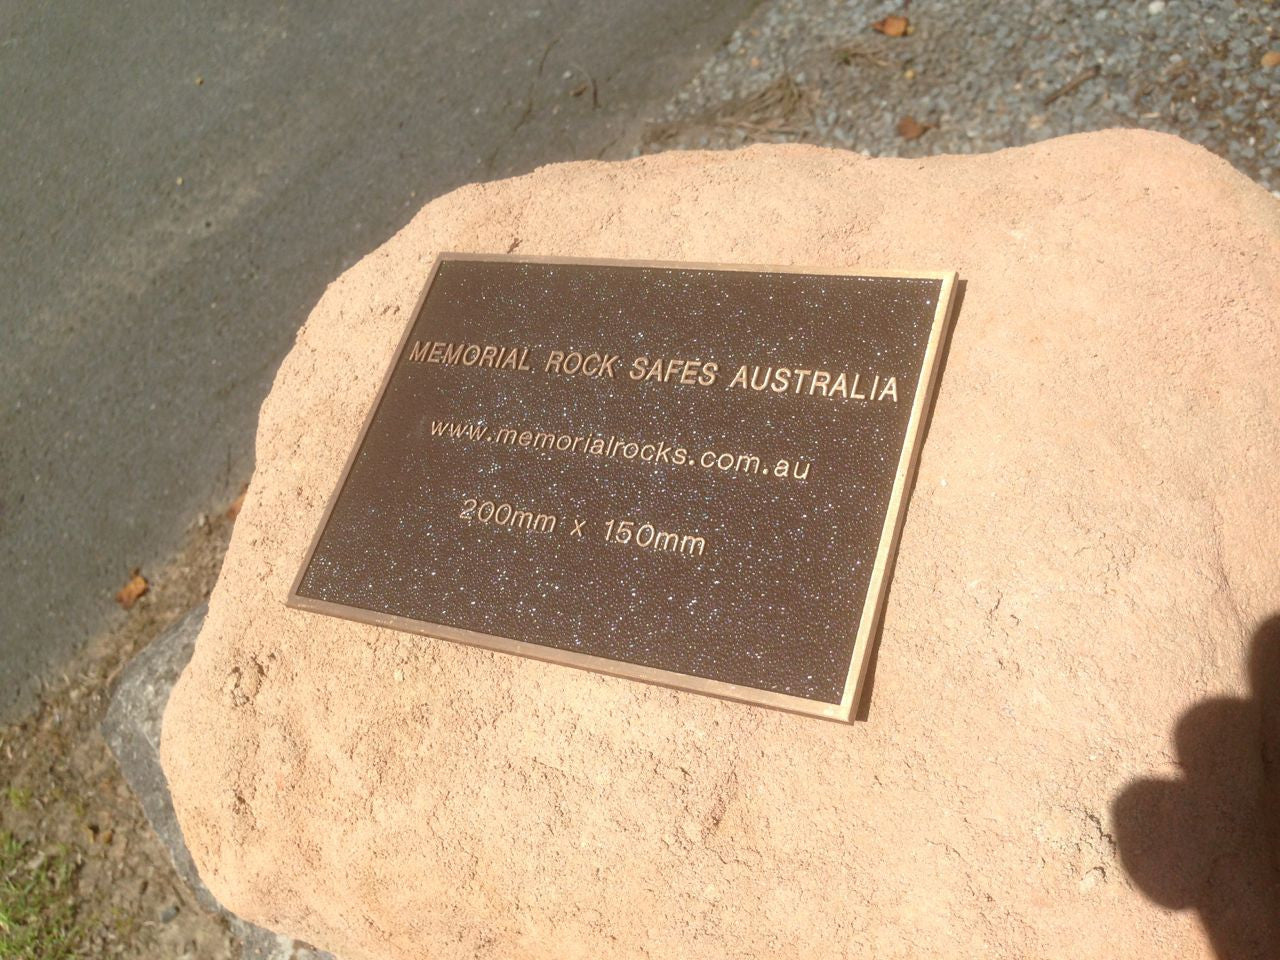 MEMORIAL ROCK SAFES AUSTRALIA
www.memorialrocks.com.au
200mm x 150mm